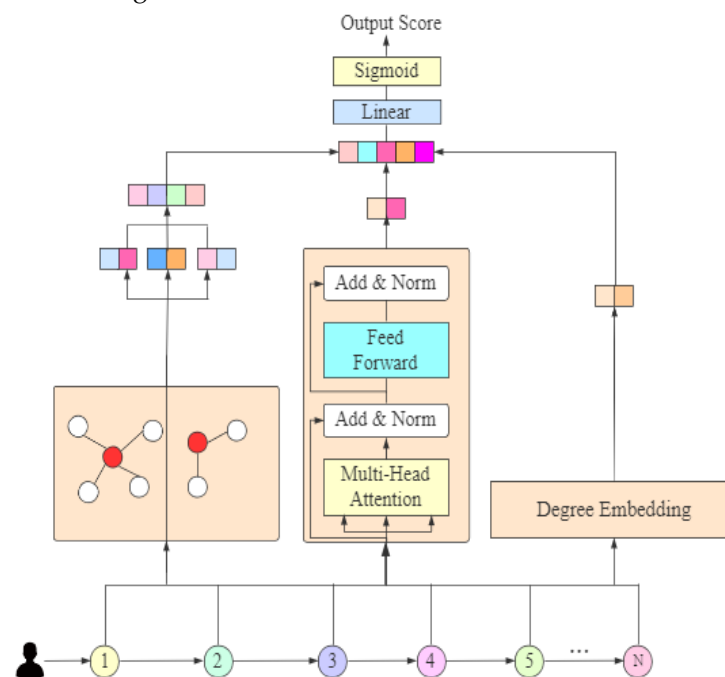 Output Score
Sigmoid
Linear
Add & Norm
Feed
Forward
Add & Norm
Multi-Head
Attention
Degree Embedding
1 2 3 4 5 ... N